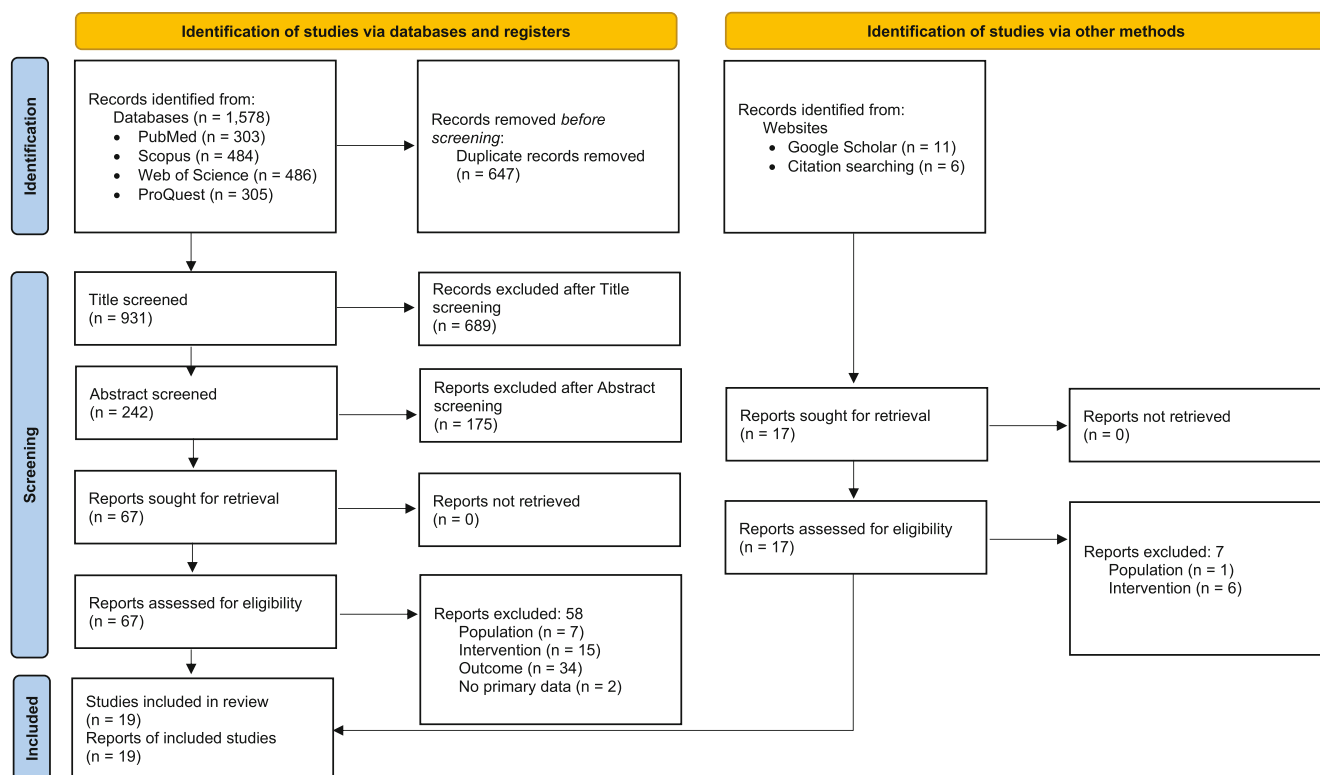 Identification of studies via databases and registers
Identification of studies via other methods
Identification
Records identified from:
Databases (n = 1,578)
• PubMed (n = 303)
• Scopus (n = 484)
• Web of Science (n = 486)
• ProQuest (n = 305)
Records removed before
screening:
Duplicate records removed
(n = 647)
Records identified from:
Websites
• Google Scholar (n = 11)
• Citation searching (n = 6)
Screening
Title screened
(n = 931)
Records excluded after Title
screening
(n = 689)
Abstract screened
(n = 242)
Reports excluded after Abstract
screening
(n = 175)
Reports sought for retrieval
(n = 17)
Reports not retrieved
(n = 0)
Reports sought for retrieval
(n = 67)
Reports not retrieved
(n = 0)
Reports assessed for eligibility
(n = 17)
Reports excluded: 7
Population (n = 1)
Intervention (n = 6)
Reports assessed for eligibility
(n = 67)
Reports excluded: 58
Population (n = 7)
Intervention (n = 15)
Outcome (n = 34)
No primary data (n = 2)
Included
Studies included in review
(n = 19)
Reports of included studies
(n = 19)